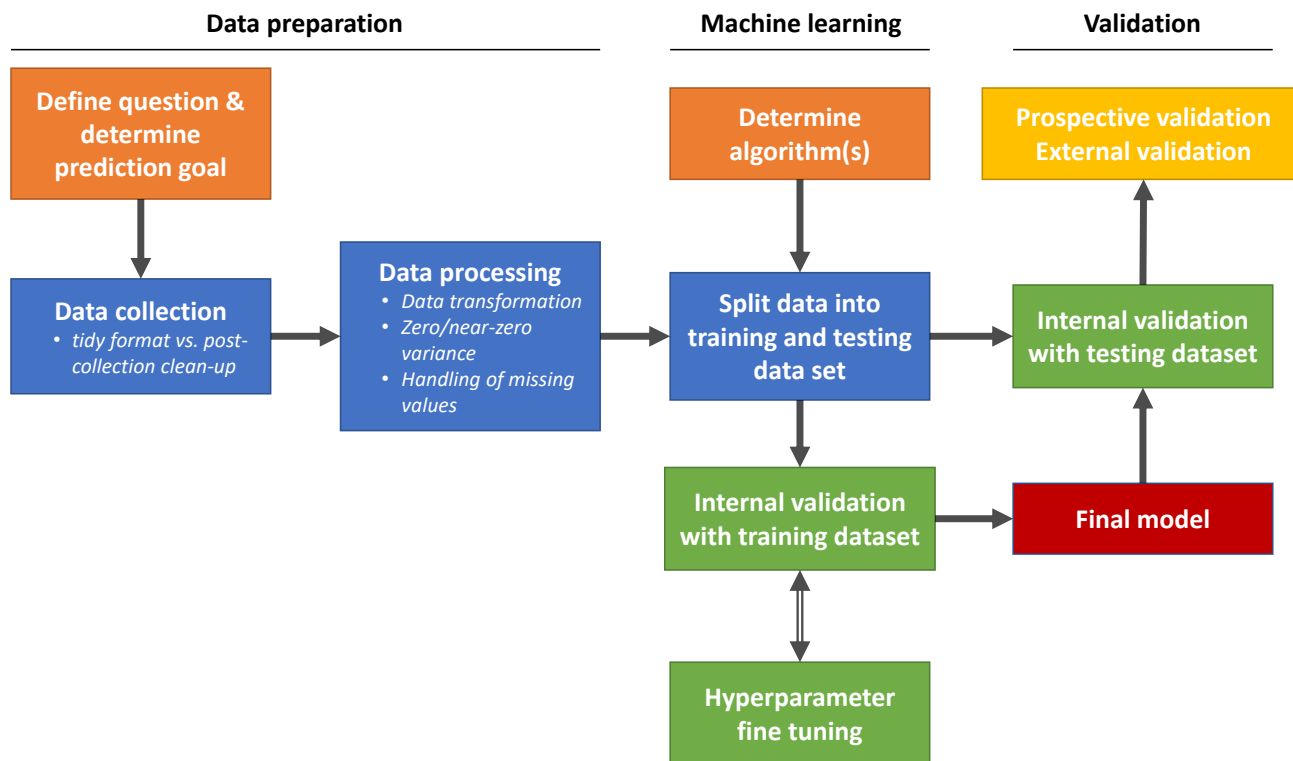 Data preparation
Machine learning
Validation
Define question &
determine
prediction goal
Data collection
• tidy format vs. post-
collection clean-up
Data processing
• Data transformation
• Zero/near-zero
variance
• Handling of missing
values
Determine
algorithm(s)
Split data into
training and testing
data set
Internal validation
with training dataset
Hyperparameter
fine tuning
Prospective validation
External validation
Internal validation
with testing dataset
Final model